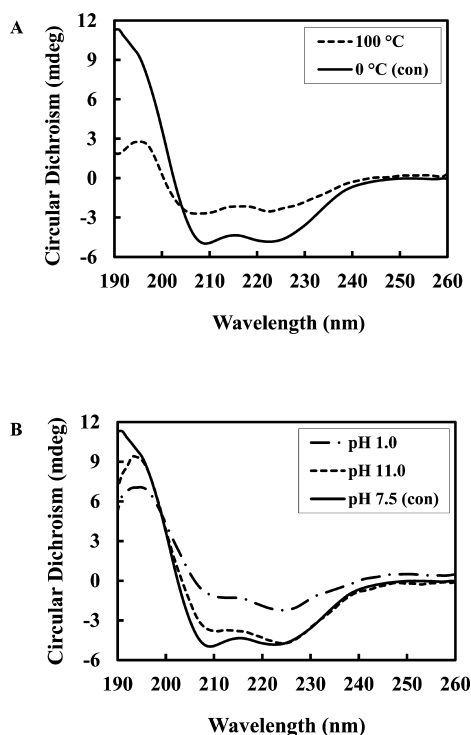 A
Circular Dichroism (mdeg)
12
9
6
3
0
-3
-6
100 °C
0 °C (con)
190 200 210 220 230 240 250 260
Wavelength (nm)
B
Circular Dichroism (mdeg)
12
9
6
3
0
-3
-6
pH 1.0
pH 11.0
pH 7.5 (con)
190 200 210 220 230 240 250 260
Wavelength (nm)